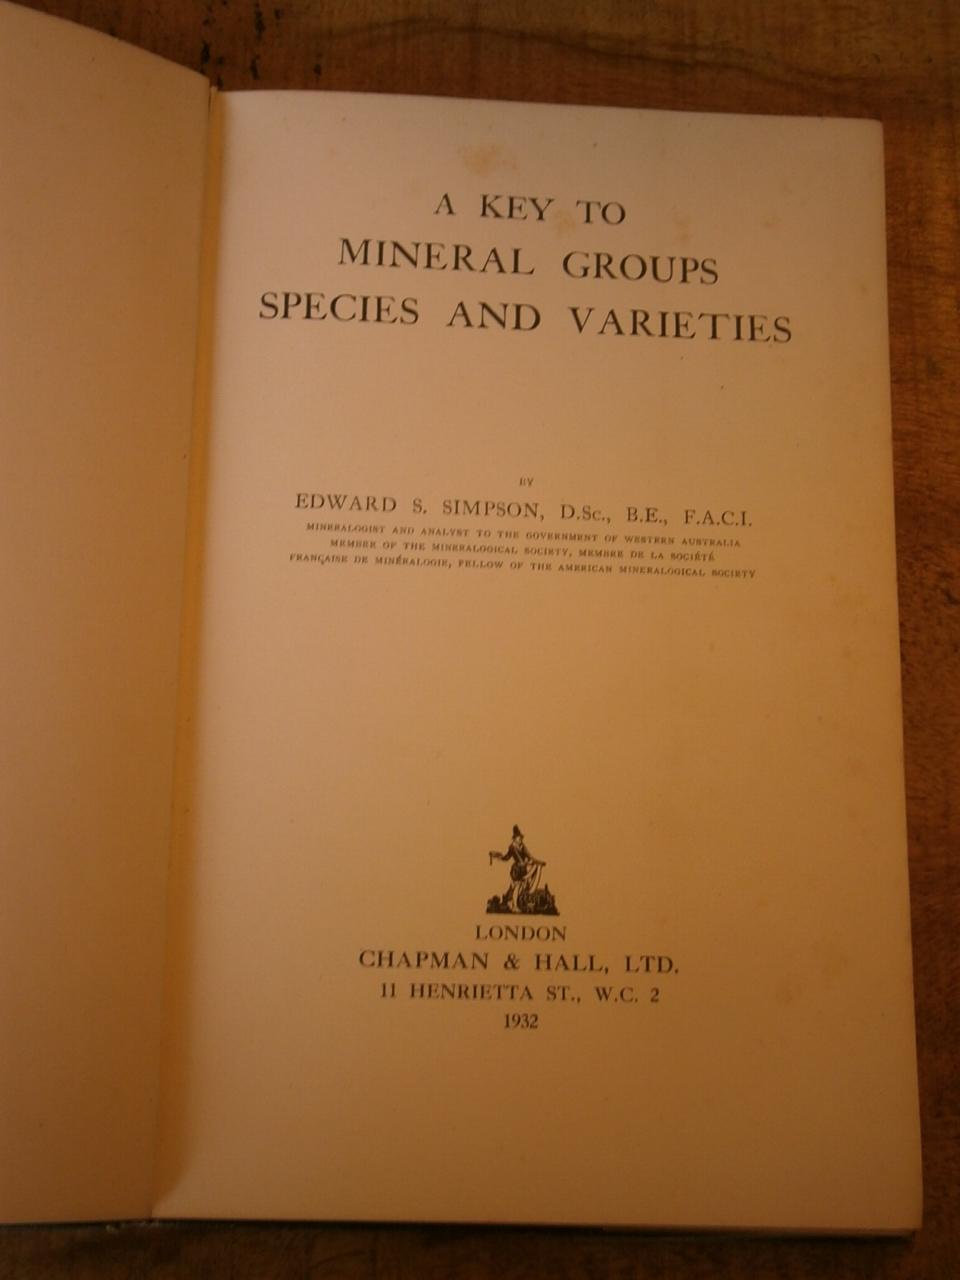 A KEY TO
MINERAL GROUPS
SPECIES AND VARIETIES
BY
EDWARD S. SIMPSON, D.Sc., B.E., F.A.C.I.
MINERALOGIST AND ANALYST TO THE GOVERNMENT OF WESTERN AUSTRALIA
MEMBER OF THE MINERALOGICAL SOCIETY, MEMBRE DE LA SOCIÉTÉ
FRANÇAISE DE MINÉRALOGIE, FELLOW OF THE AMERICAN MINERALOGICAL SOCIETY
LONDON
CHAPMAN & HALL, LTD.
11 HENRIETTA ST., W.C. 2
1932